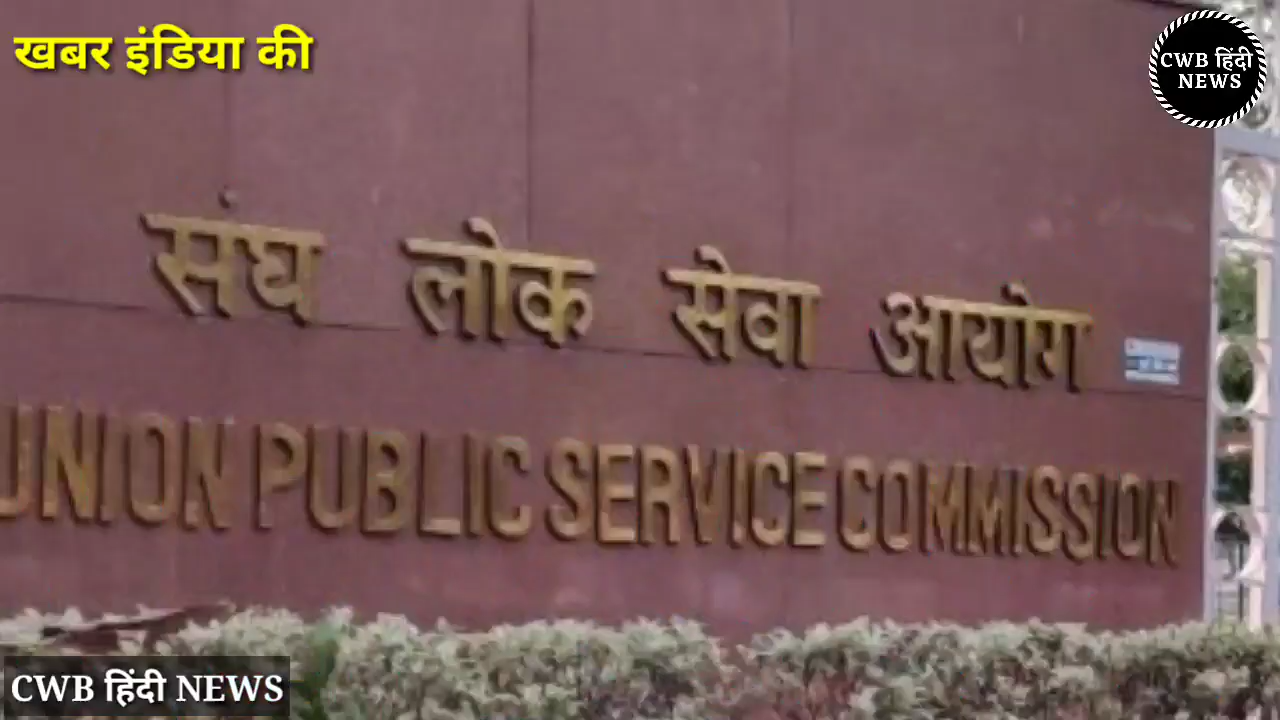 खबर इंडिया की
CWB हिंदी
NEWS
संघ लोक सेवा आयोग
UNION PUBLIC SERVICE COMMISSION
CWB हिंदी NEWS